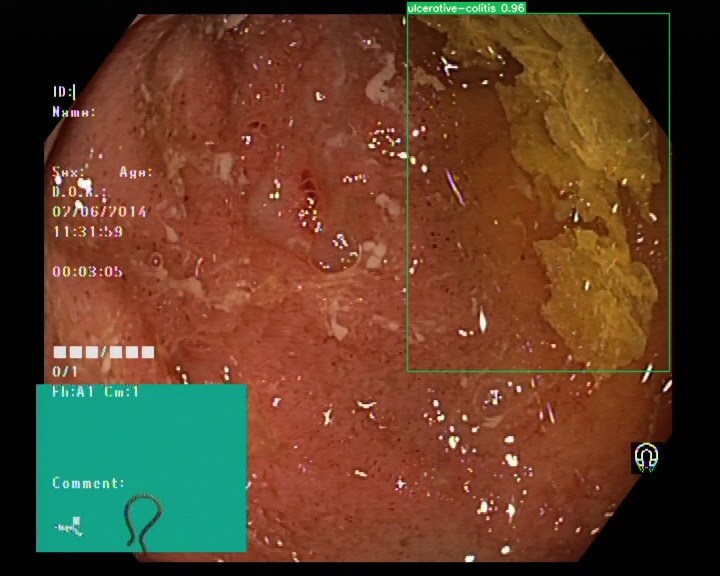 ulcerative-colitis 0.96
ID:
Name:
Sex: Age:
D.O.B.:
02/06/2014
11:31:59
00:03:05
0/1
Ph:A1 Cm:1
Comment: